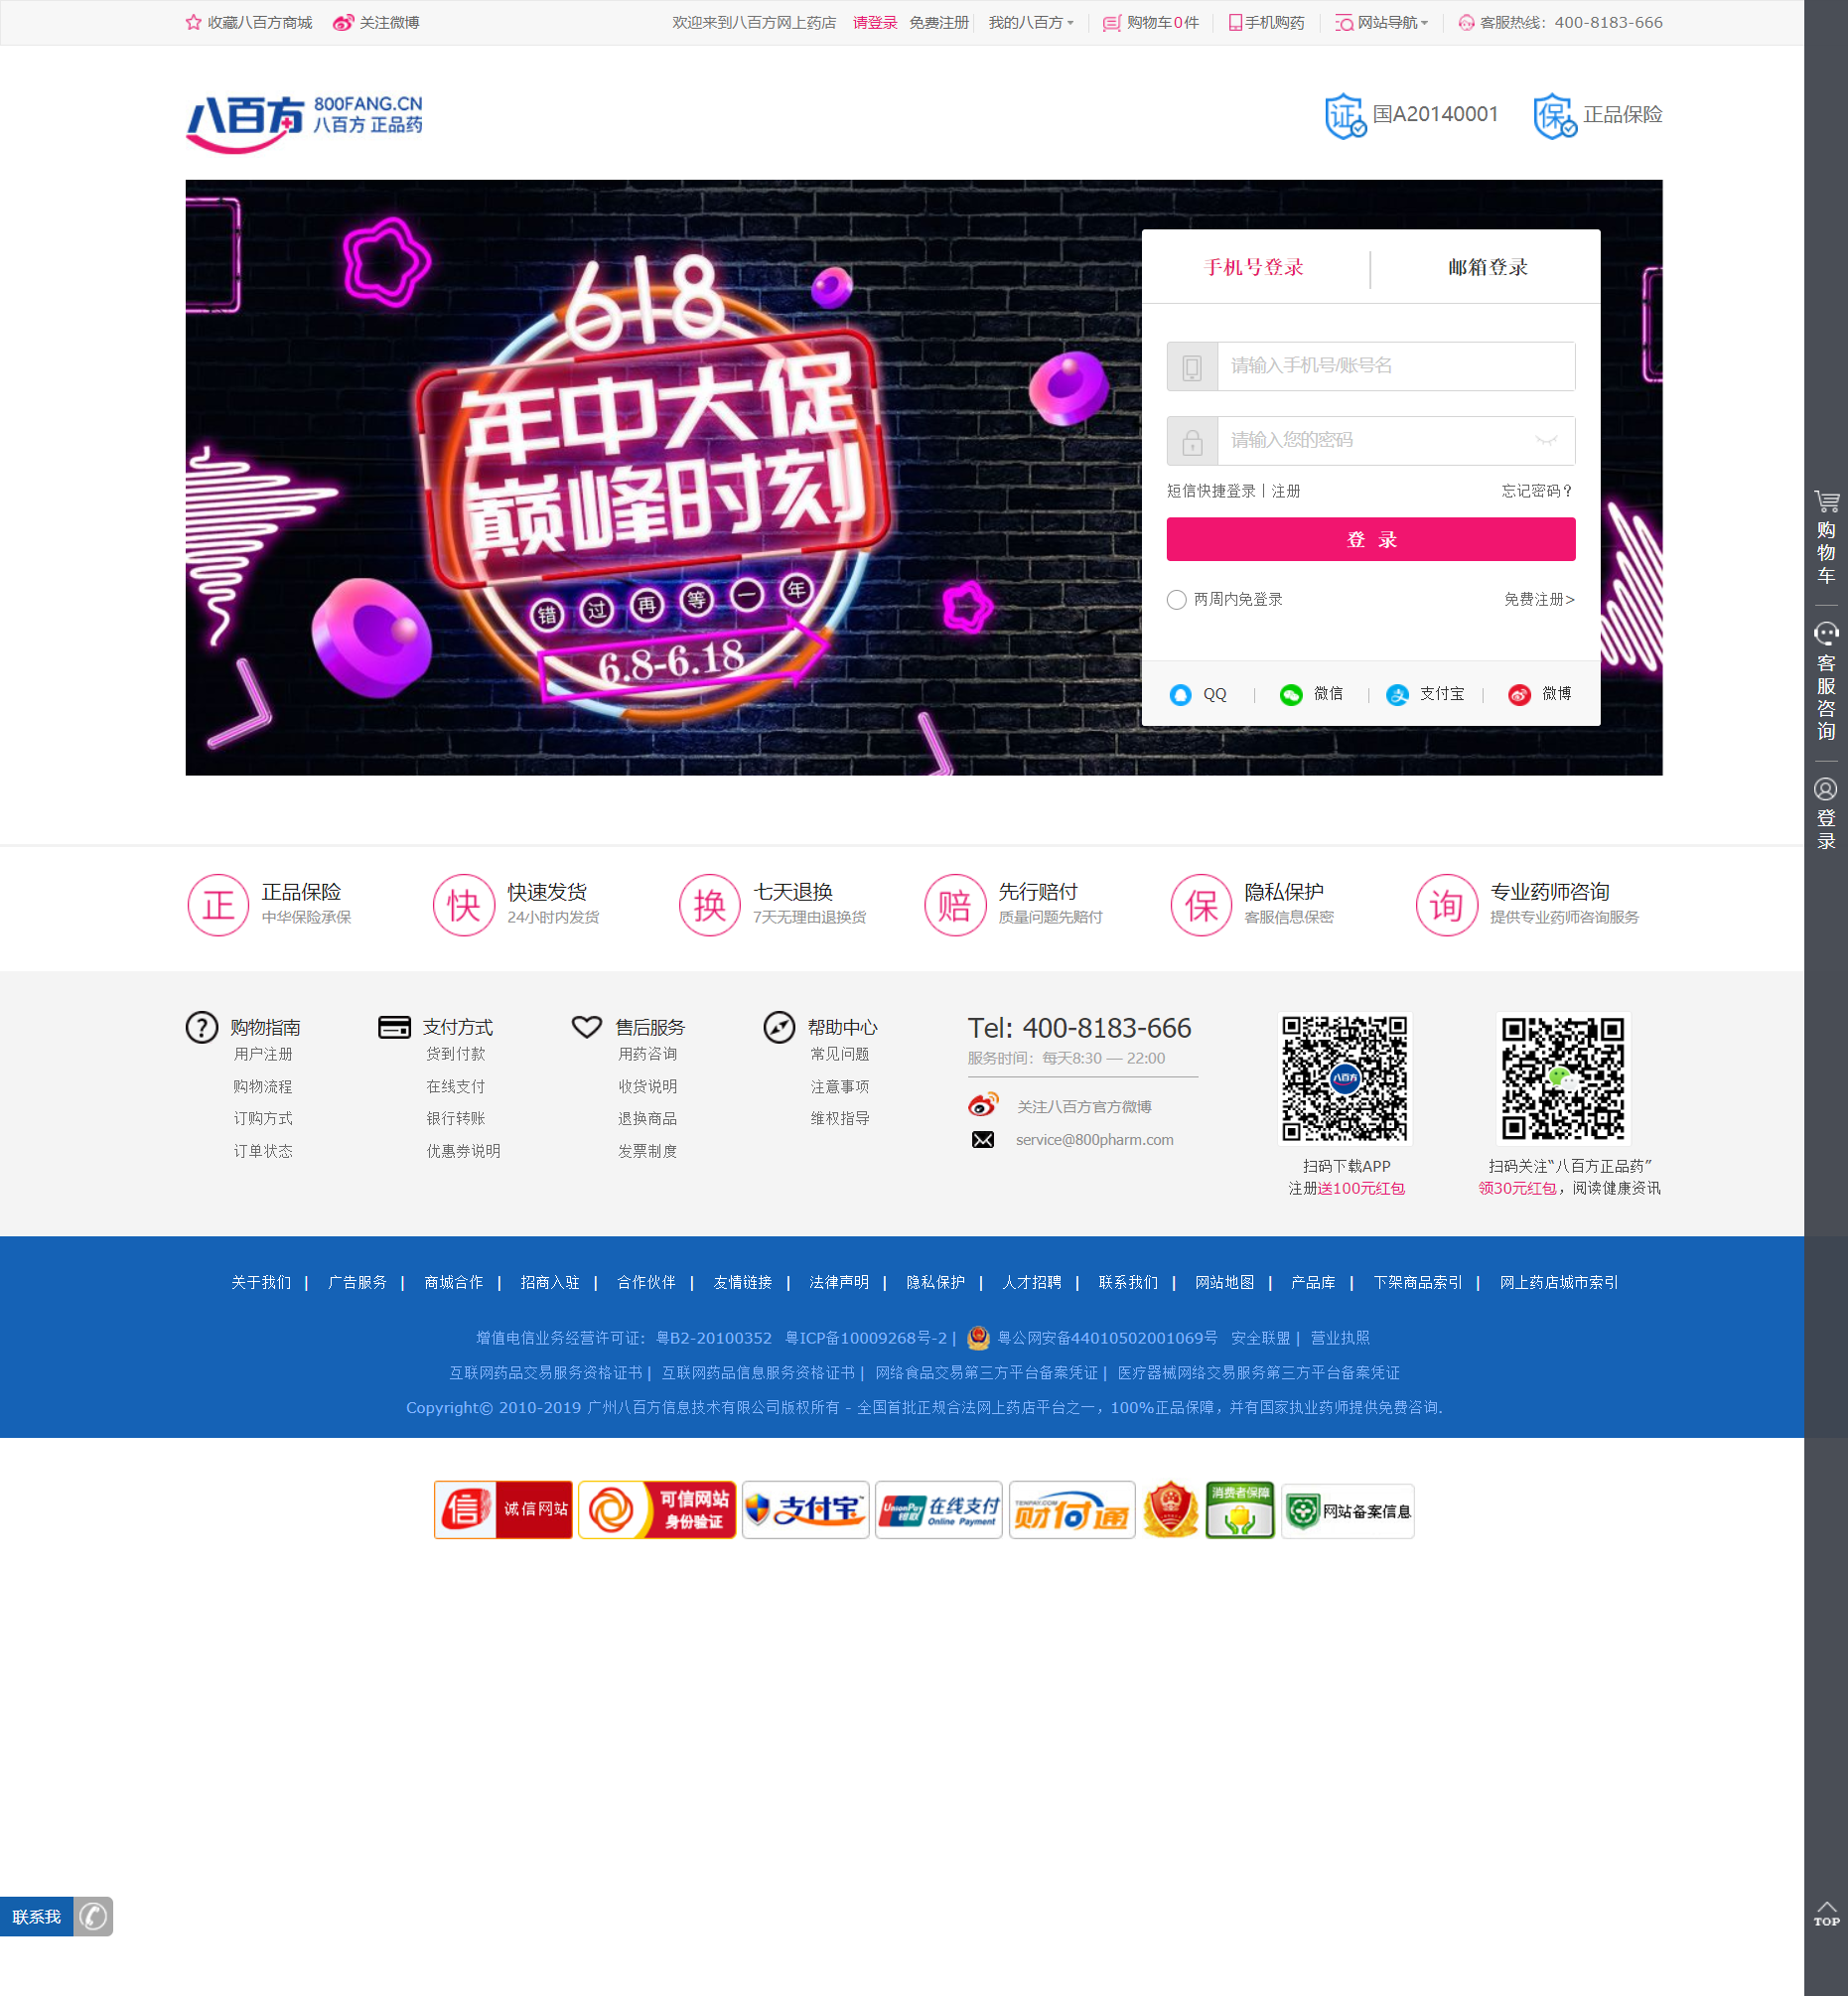 收藏八百方商城 关注微博 欢迎来到八百方网上药店 请登录 免费注册 我的八百方 购物车0件 手机购药 网站导航 客服热线：400-8183-666
八百方 800FANG.CN
八百方 正品药
证 国A20140001 保 正品保险
618
年中大促
巅峰时刻
错过再等一年
6.8-6.18
手机号登录 邮箱登录
请输入手机号/账号名
请输入您的密码
短信快捷登录丨注册 忘记密码？
登 录
两周内免登录 免费注册>
QQ | 微信 | 支付宝 | 微博
购物车
客服咨询
登录
正 正品保险
中华保险承保
快 快速发货
24小时内发货
换 七天退换
7天无理由退换货
赔 先行赔付
质量问题先赔付
保 隐私保护
客服信息保密
询 专业药师咨询
提供专业药师咨询服务
购物指南
用户注册
购物流程
订购方式
订单状态
支付方式
货到付款
在线支付
银行转账
优惠券说明
售后服务
用药咨询
收货说明
退换商品
发票制度
帮助中心
常见问题
注意事项
维权指导
Tel: 400-8183-666
服务时间：每天8:30 — 22:00
关注八百方官方微博
service@800pharm.com
八百方
扫码下载APP
注册送100元红包
扫码关注“八百方正品药”
领30元红包，阅读健康资讯
关于我们 | 广告服务 | 商城合作 | 招商入驻 | 合作伙伴 | 友情链接 | 法律声明 | 隐私保护 | 人才招聘 | 联系我们 | 网站地图 | 产品库 | 下架商品索引 | 网上药店城市索引
增值电信业务经营许可证：粤B2-20100352 粤ICP备10009268号-2 | 粤公网安备44010502001069号 安全联盟 | 营业执照
互联网药品交易服务资格证书 | 互联网药品信息服务资格证书 | 网络食品交易第三方平台备案凭证 | 医疗器械网络交易服务第三方平台备案凭证
Copyright© 2010-2019 广州八百方信息技术有限公司版权所有 - 全国首批正规合法网上药店平台之一，100%正品保障，并有国家执业药师提供免费咨询.
信 诚信网站
可信网站
身份验证
支付宝
UnionPay 银联 在线支付
Online Payment
TENPAY.COM
财付通
消费者保障
网站备案信息
联系我
TOP